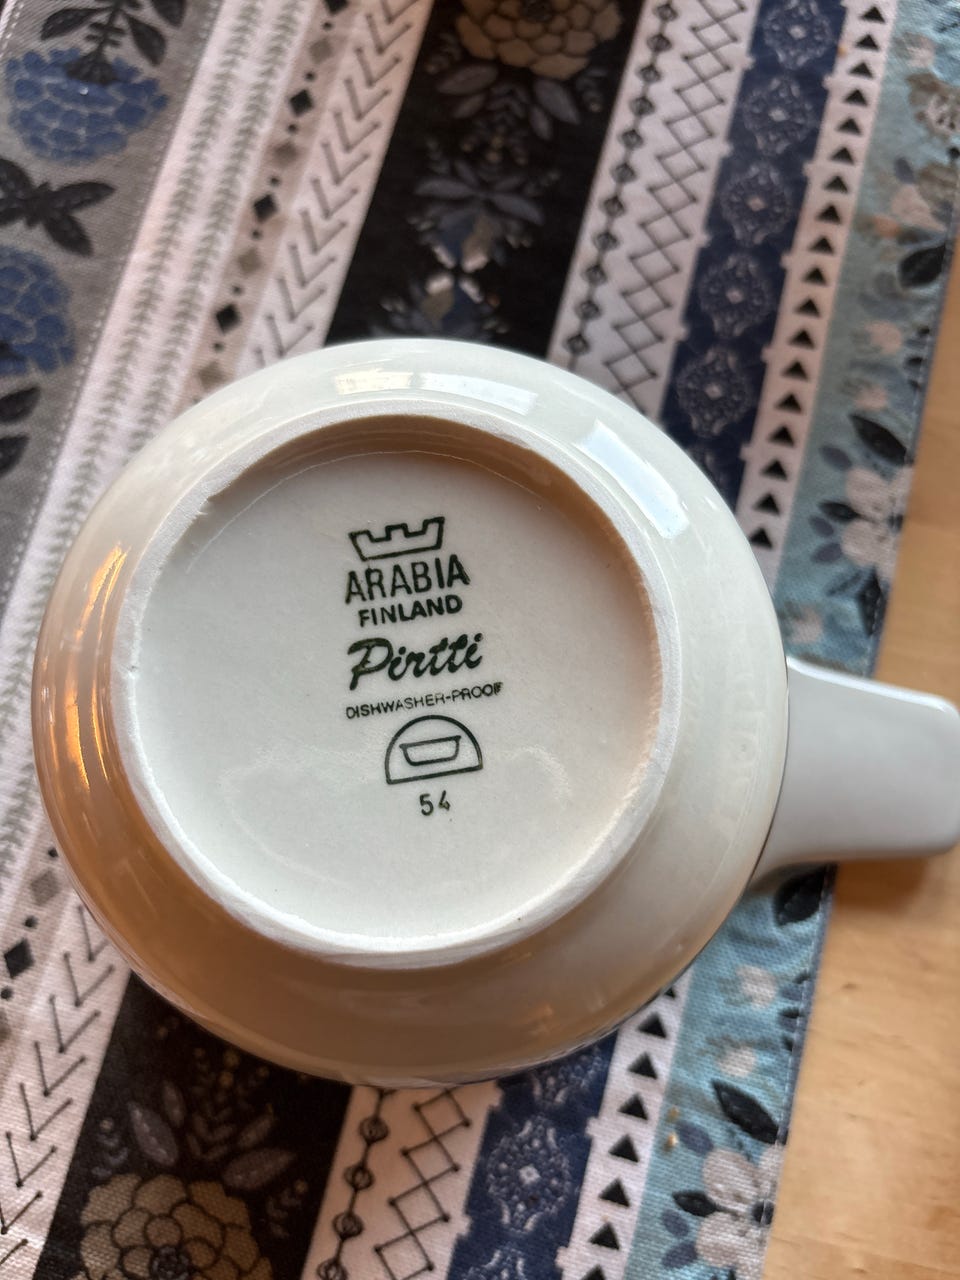 ARABIA
FINLAND
Pirtti
DISHWASHER-PROOF
54